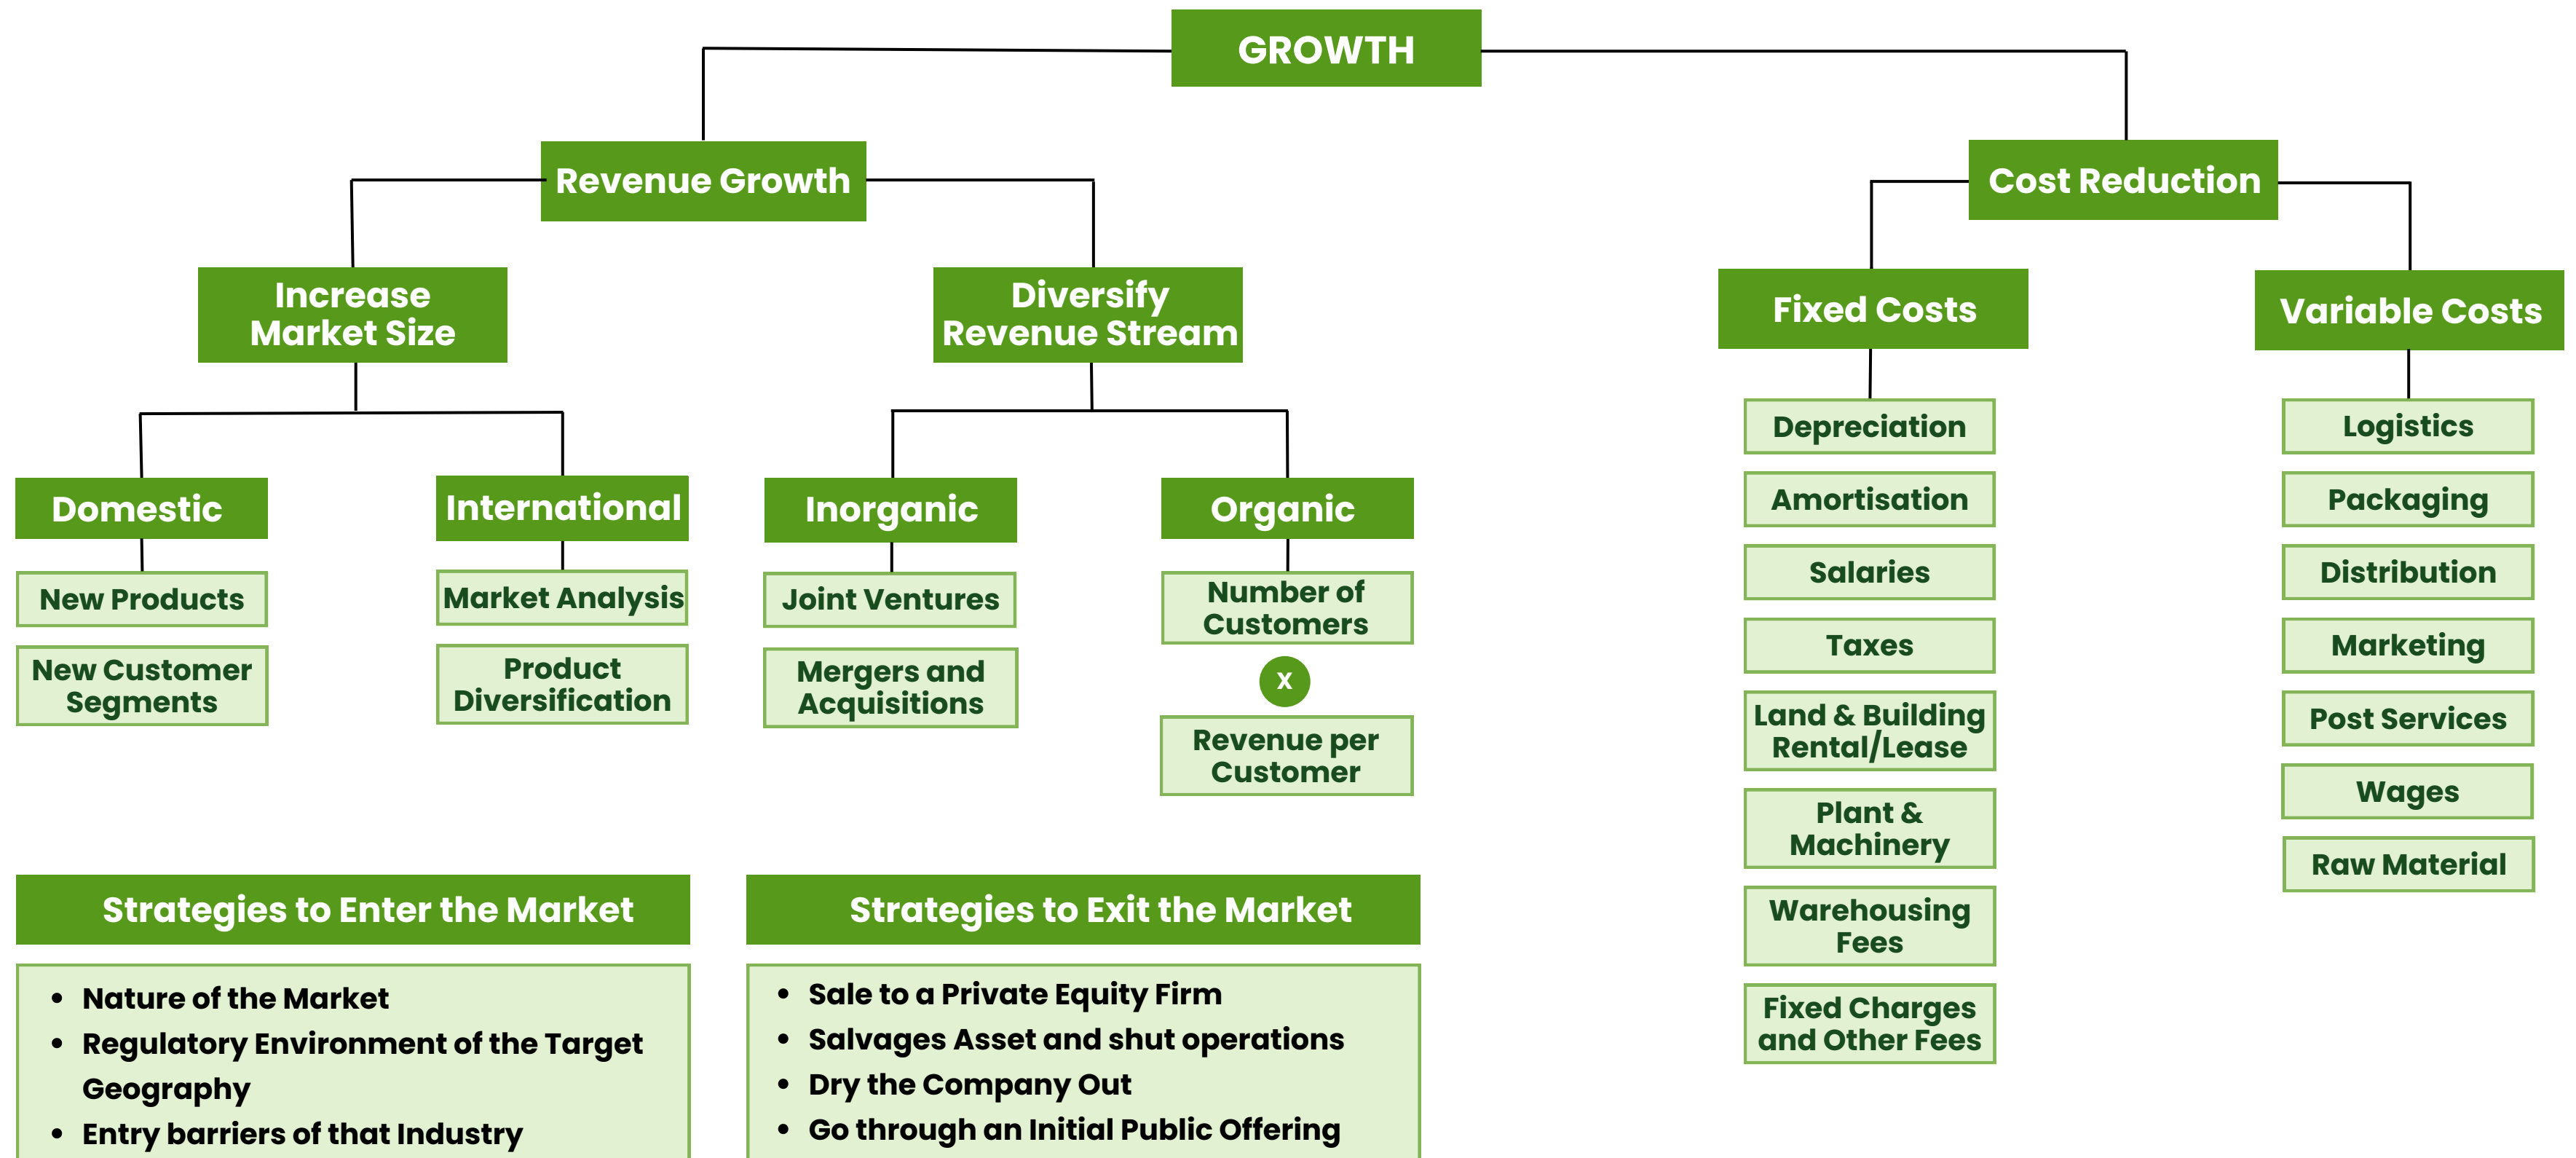 GROWTH
Revenue Growth
Cost Reduction
Increase
Market Size
Diversify
Revenue Stream
Fixed Costs
Variable Costs
Domestic
New Products
New Customer
Segments
International
Market Analysis
Product
Diversification
Inorganic
Joint Ventures
Mergers and
Acquisitions
Organic
Number of
Customers
X
Revenue per
Customer
Depreciation
Amortisation
Salaries
Taxes
Land & Building
Rental/Lease
Plant &
Machinery
Warehousing
Fees
Fixed Charges
and Other Fees
Logistics
Packaging
Distribution
Marketing
Post Services
Wages
Raw Material
Strategies to Enter the Market
• Nature of the Market
• Regulatory Environment of the Target
Geography
• Entry barriers of that Industry
Strategies to Exit the Market
• Sale to a Private Equity Firm
• Salvages Asset and shut operations
• Dry the Company Out
• Go through an Initial Public Offering